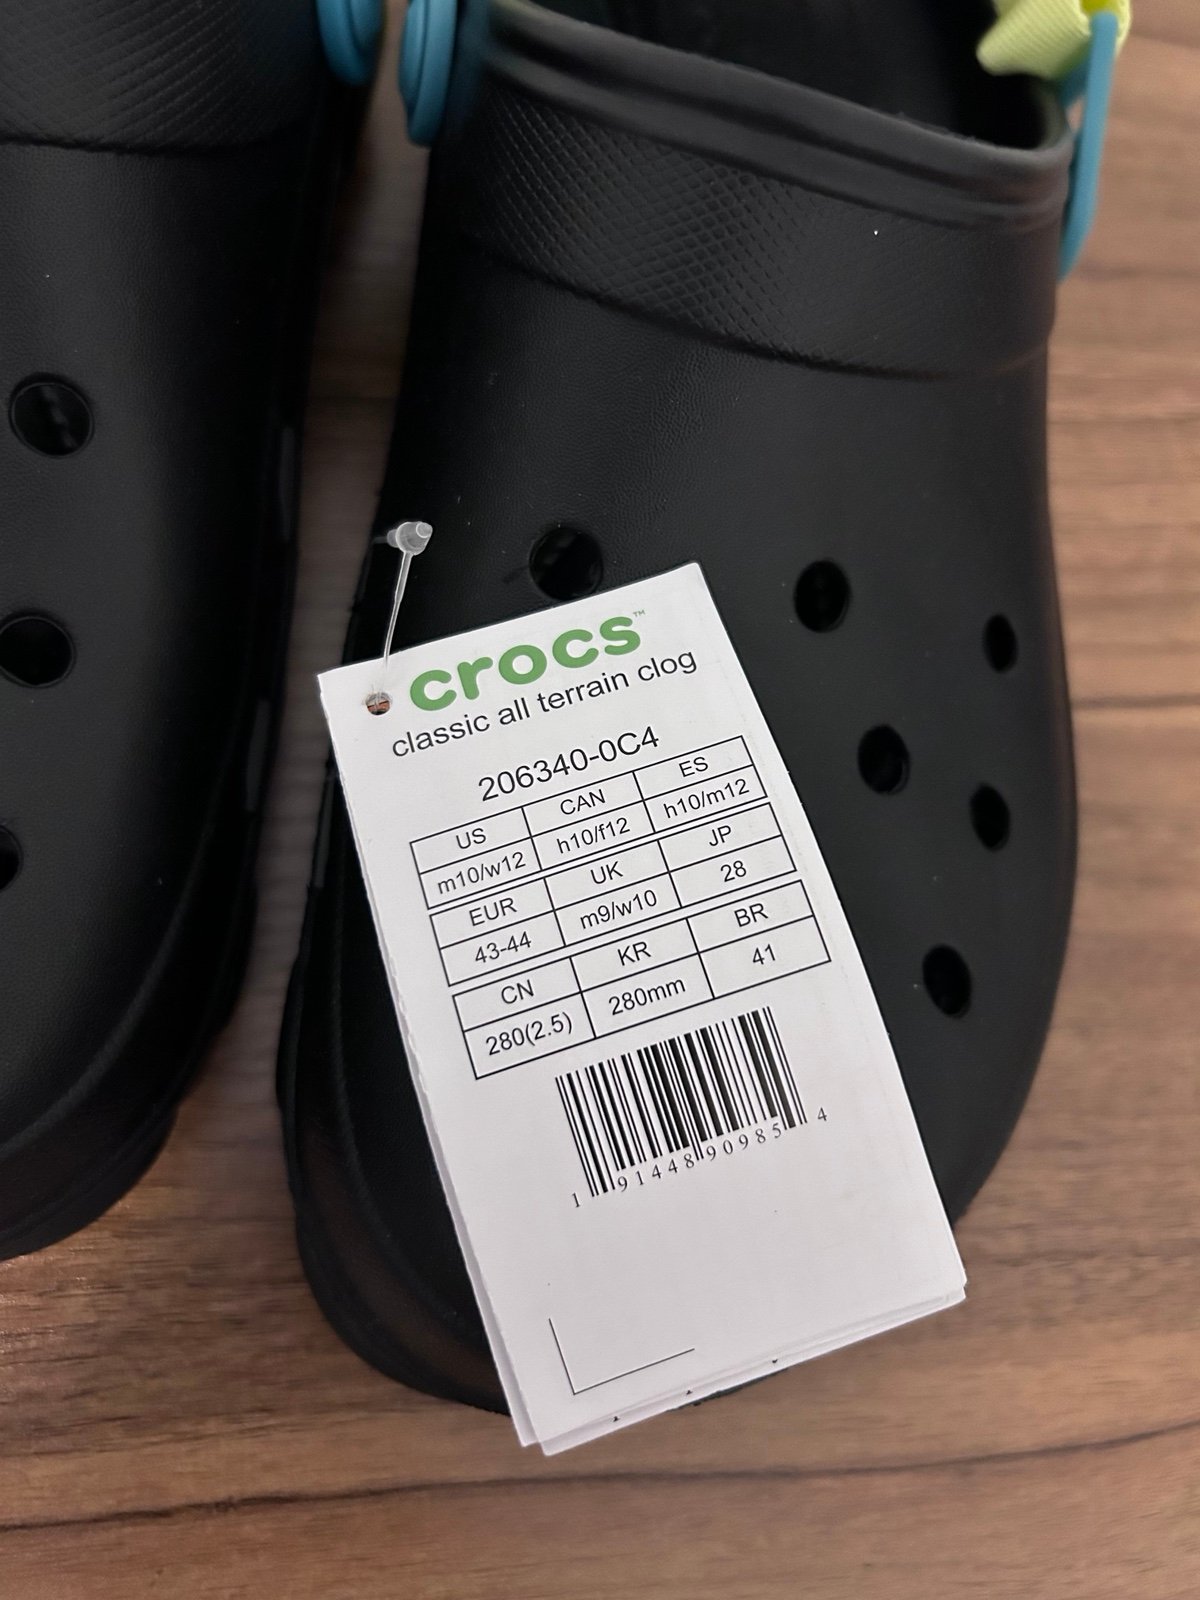 crocs™
classic all terrain clog
206340-0C4
US CAN ES
m10/w12 h10/f12 h10/m12
EUR UK JP
43-44 m9/w10 28
CN KR BR
280(2.5) 280mm 41
1 91448 90985 4